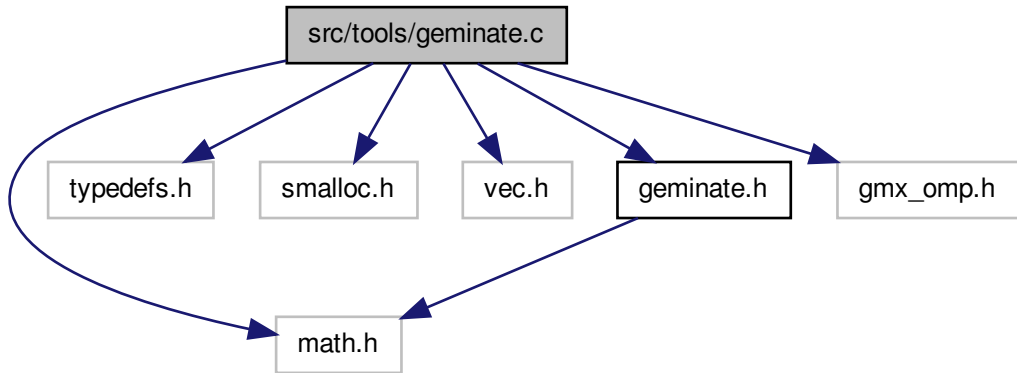 src/tools/geminate.c
typedefs.h
smalloc.h
vec.h
geminate.h
gmx_omp.h
math.h